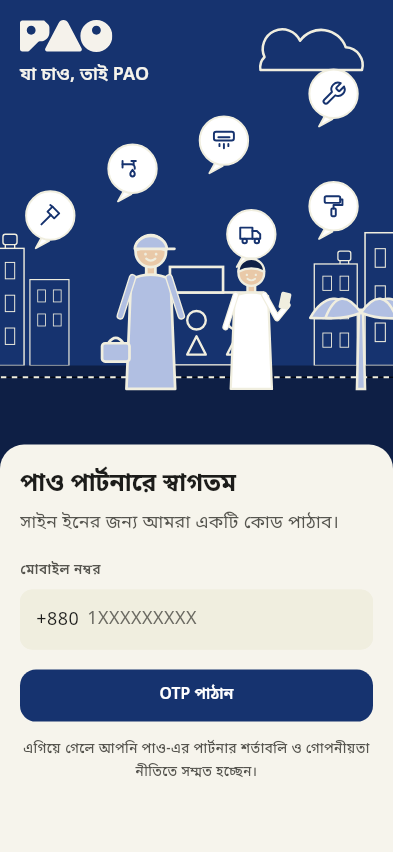 PAO
যা চাও, তাই PAO
পাও পার্টনারে স্বাগতম
সাইন ইনের জন্য আমরা একটি কোড পাঠাব।
মোবাইল নম্বর
+880 1XXXXXXXXX
OTP পাঠান
এগিয়ে গেলে আপনি পাও-এর পার্টনার শর্তাবলি ও গোপনীয়তা
নীতিতে সম্মত হচ্ছেন।